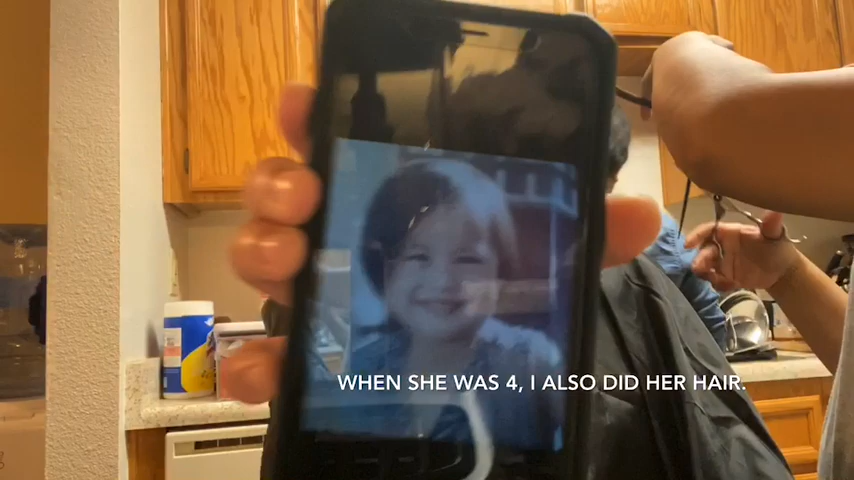 WHEN SHE WAS 4, I ALSO DID HER HAIR.